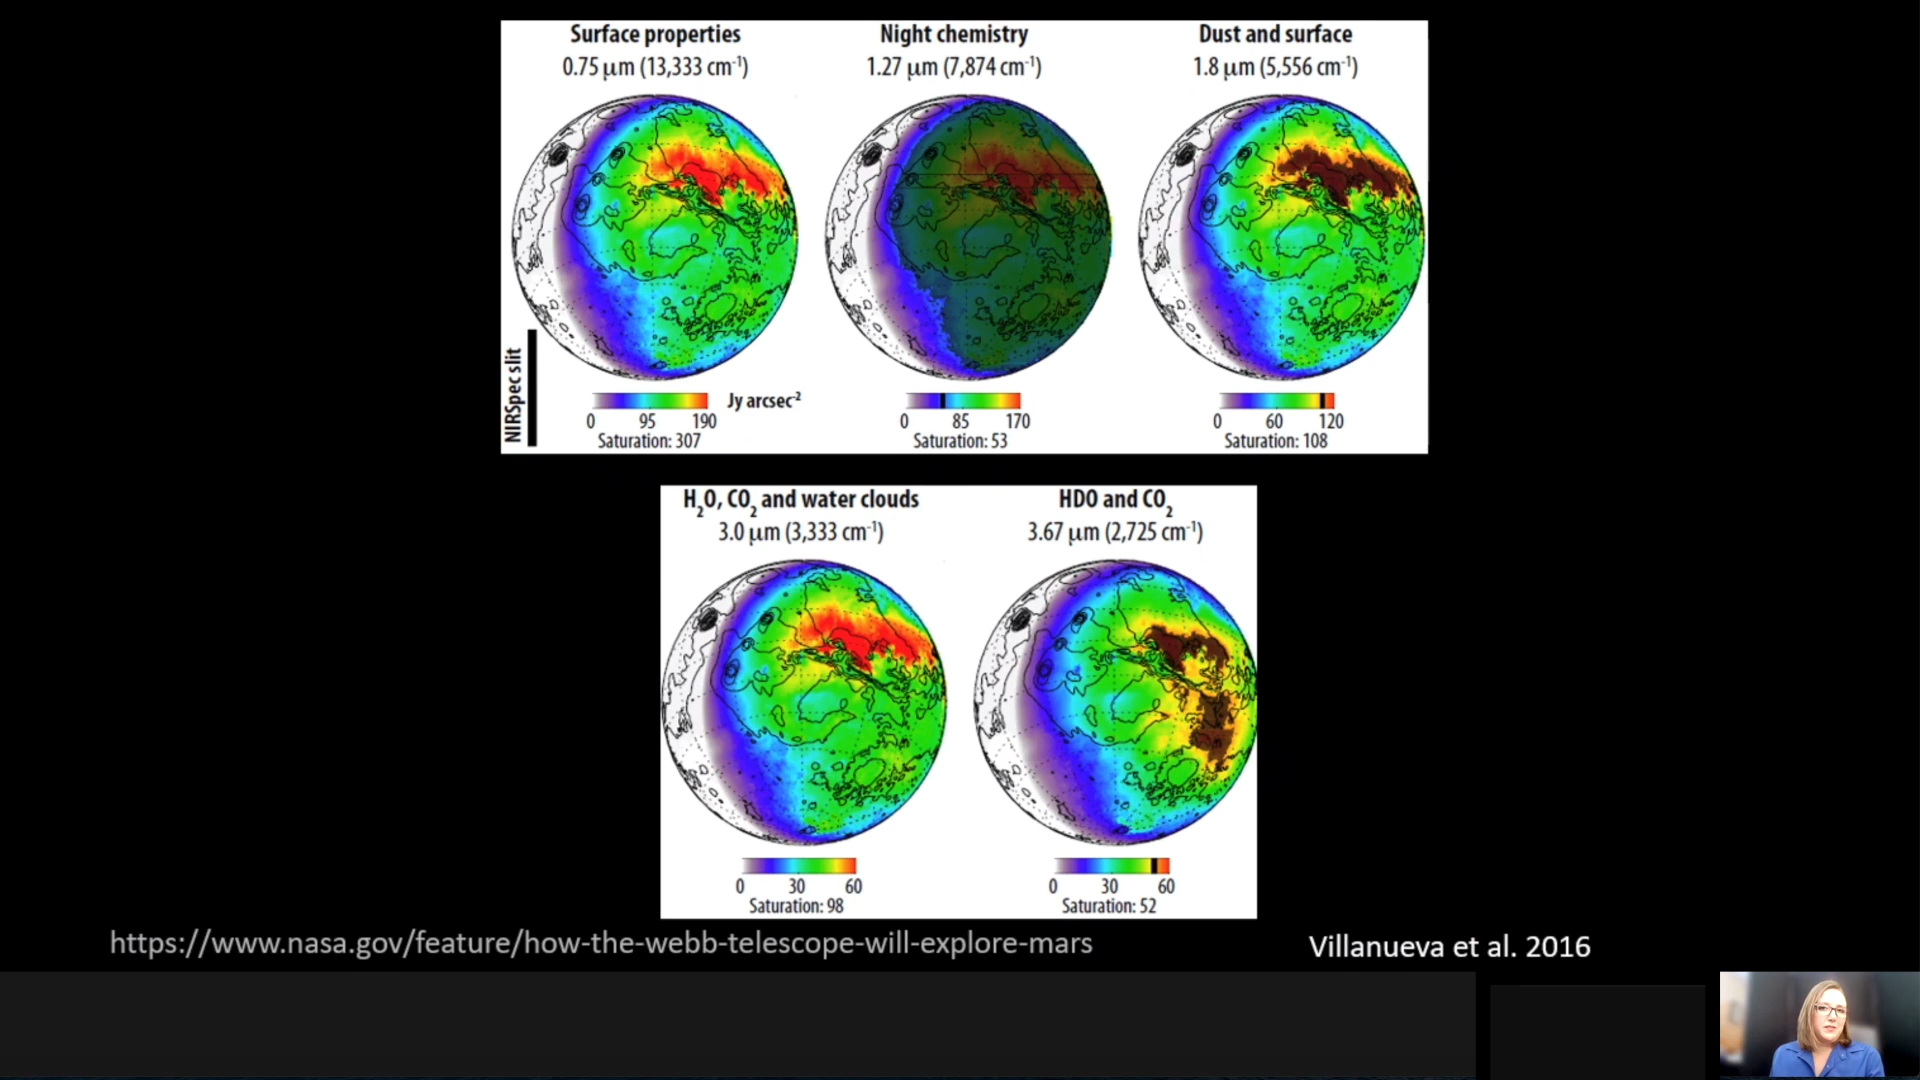 Surface properties
0.75 µm (13,333 cm⁻¹)
Night chemistry
1.27 µm (7,874 cm⁻¹)
Dust and surface
1.8 µm (5,556 cm⁻¹)
NIRSpec slit
0 95 190
Jy arcsec⁻²
Saturation: 307
0 85 170
Saturation: 53
0 60 120
Saturation: 108
H₂O, CO₂ and water clouds
3.0 µm (3,333 cm⁻¹)
HDO and CO₂
3.67 µm (2,725 cm⁻¹)
0 30 60
Saturation: 98
0 30 60
Saturation: 52
https://www.nasa.gov/feature/how-the-webb-telescope-will-explore-mars
Villanueva et al. 2016